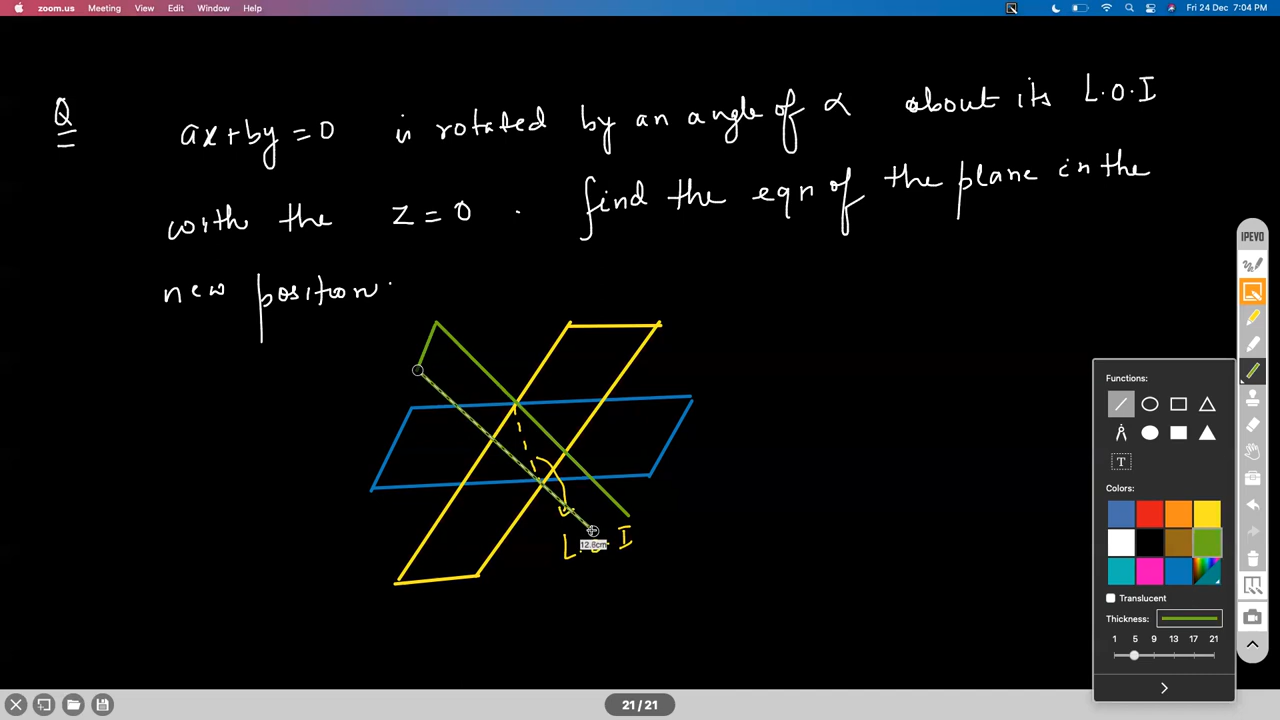 zoom.us Meeting View Edit Window Help Fri 24 Dec 7:04 PM
Q ax+by=0 is rotated by an angle of α about its L.O.I
with the z=0. find the eqn of the plane in the
new position.
L. I
12.8cm
IPEVO
Functions:
T
Colors:
Translucent
Thickness:
1 5 9 13 17 21
21 / 21